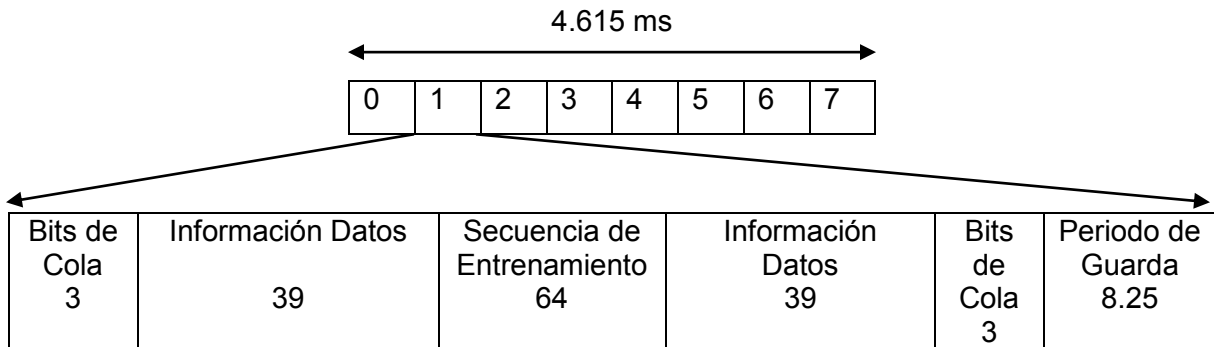 4.615 ms
0 1 2 3 4 5 6 7
Bits de Cola 3
Información Datos 39
Secuencia de Entrenamiento 64
Información Datos 39
Bits de Cola 3
Periodo de Guarda 8.25